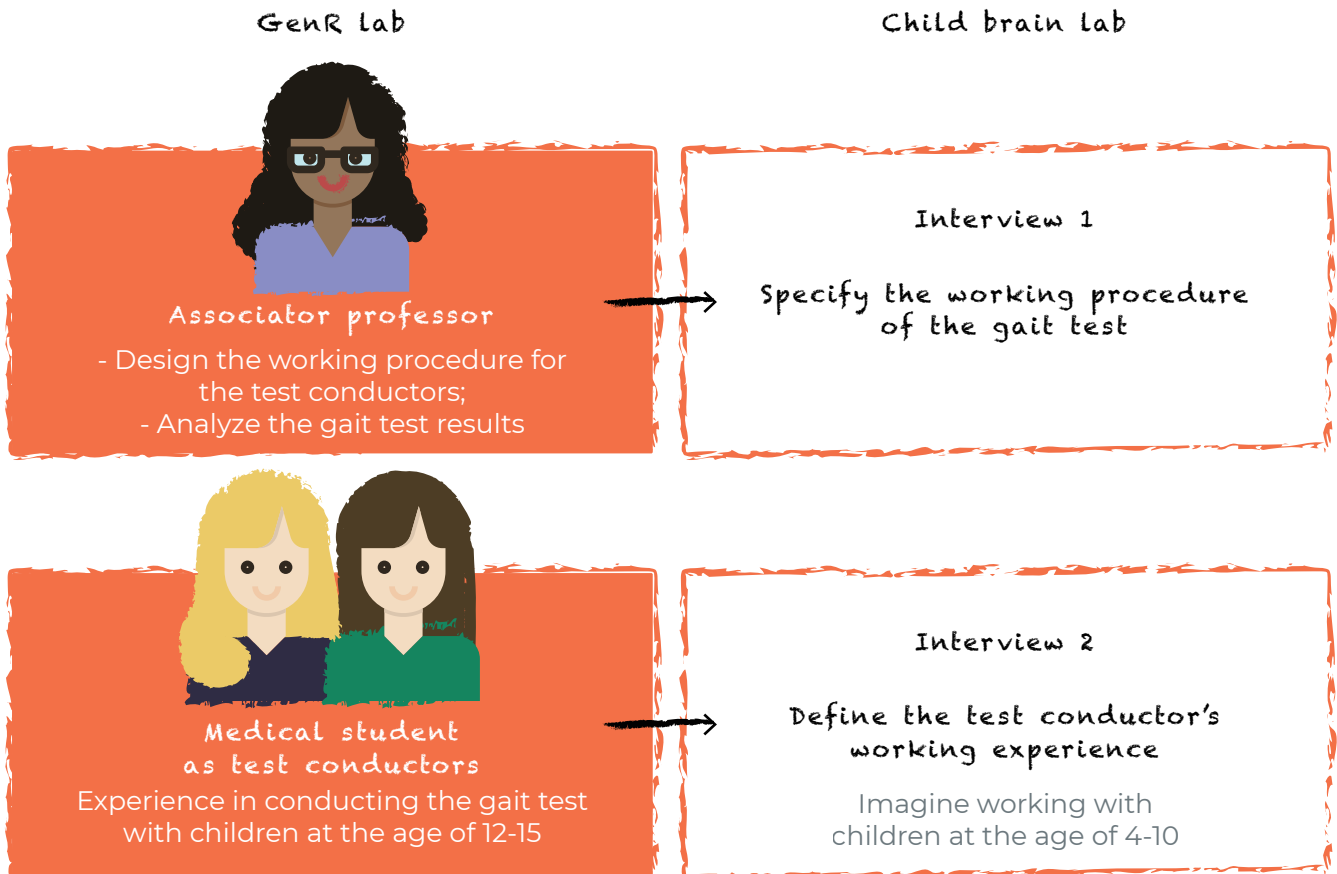 GenR lab
Child brain lab
Associator professor
- Design the working procedure for
the test conductors;
- Analyze the gait test results
Interview 1
Specify the working procedure
of the gait test
Medical student
as test conductors
Experience in conducting the gait test
with children at the age of 12-15
Interview 2
Define the test conductor's
working experience
Imagine working with
children at the age of 4-10